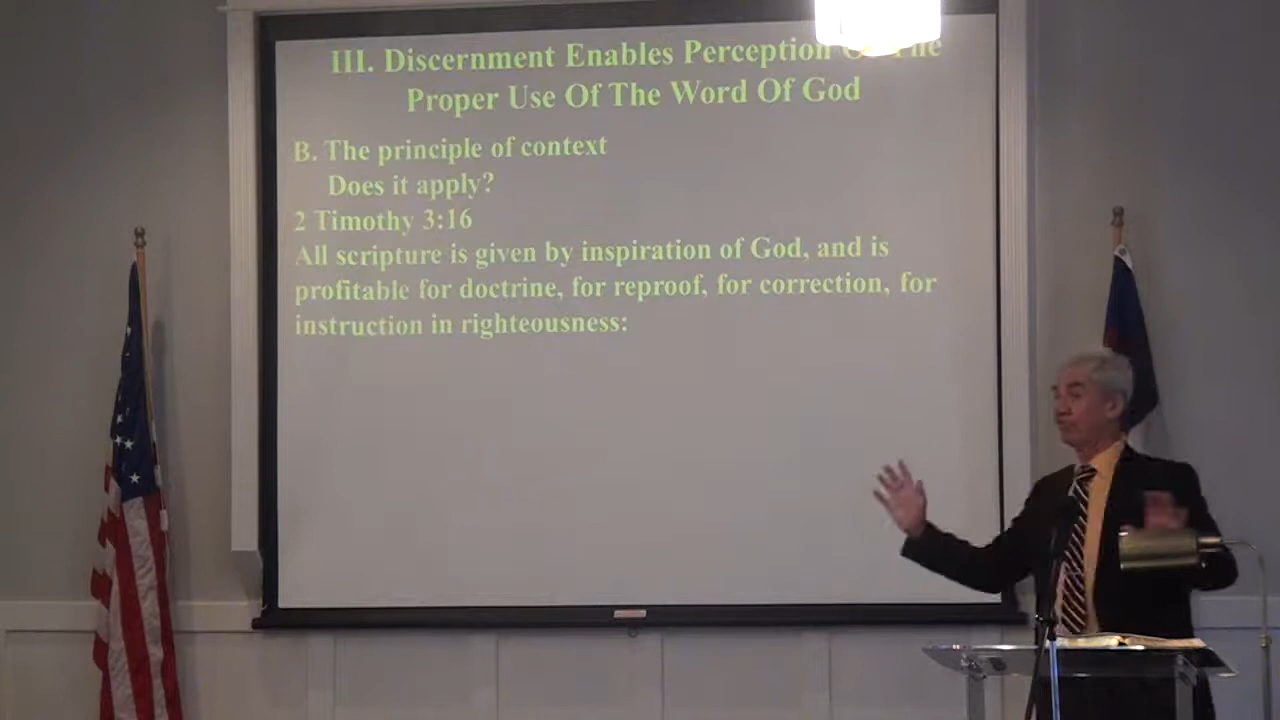 III. Discernment Enables Perception The
Proper Use Of The Word Of God
B. The principle of context
Does it apply?
2 Timothy 3:16
All scripture is given by inspiration of God, and is
profitable for doctrine, for reproof, for correction, for
instruction in righteousness: